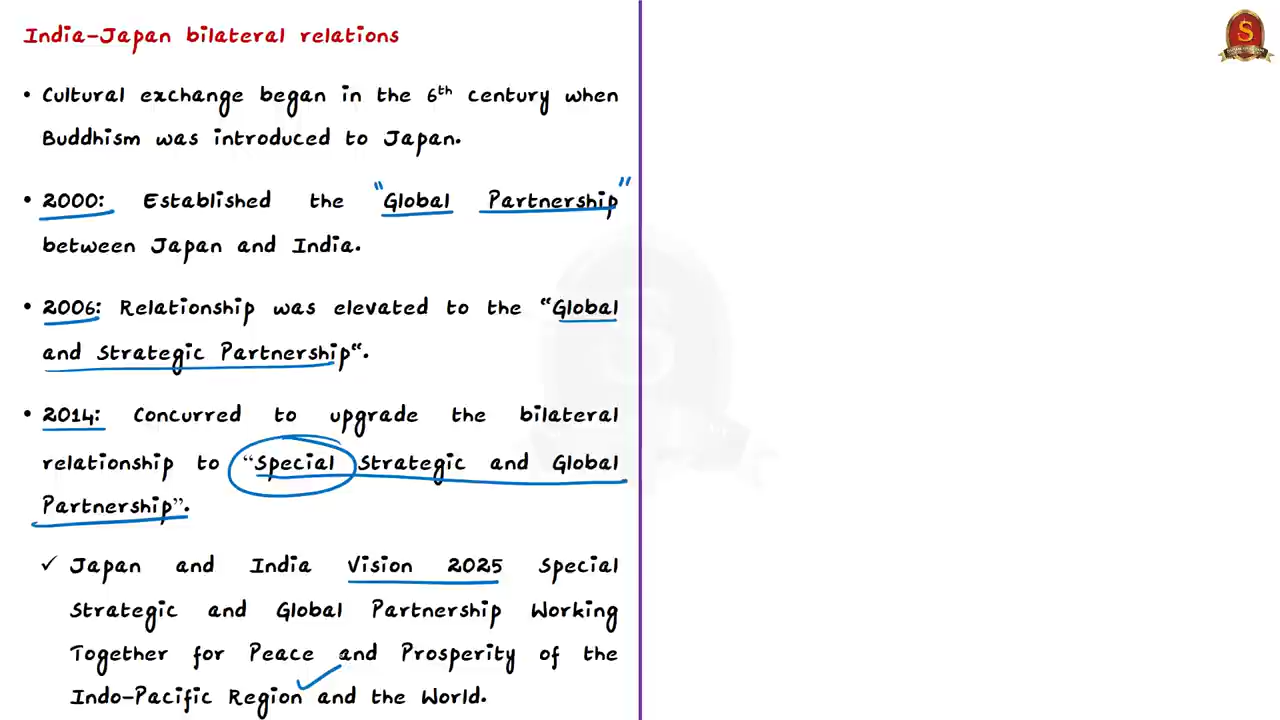 India-Japan bilateral relations
• Cultural exchange began in the 6th century when
Buddhism was introduced to Japan.
• 2000: Established the "Global Partnership"
between Japan and India.
• 2006: Relationship was elevated to the “Global
and Strategic Partnership“.
• 2014: Concurred to upgrade the bilateral
relationship to “Special Strategic and Global
Partnership”.
✓ Japan and India Vision 2025 Special
Strategic and Global Partnership Working
Together for Peace and Prosperity of the
Indo-Pacific Region and the World.
S